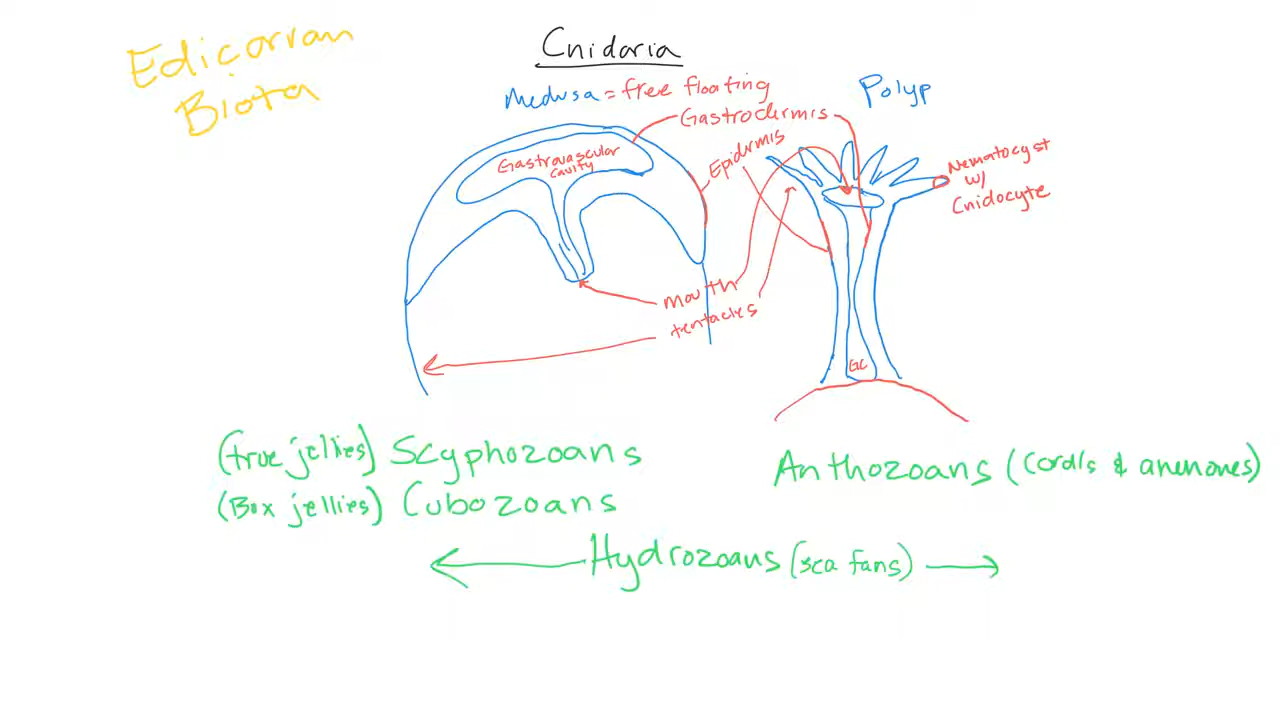 Edicarran
Biota
Cnidaria
Medusa = free floating
Polyp
Gastrodermis
Epidermis
Gastrovascular
cavity
Nematocyst
w/
Cnidocyte
mouth
tentacles
GC
(true jellies) Scyphozoans
(Box jellies) Cubozoans
Anthozoans (corals & anemones)
Hydrozoans (sea fans)